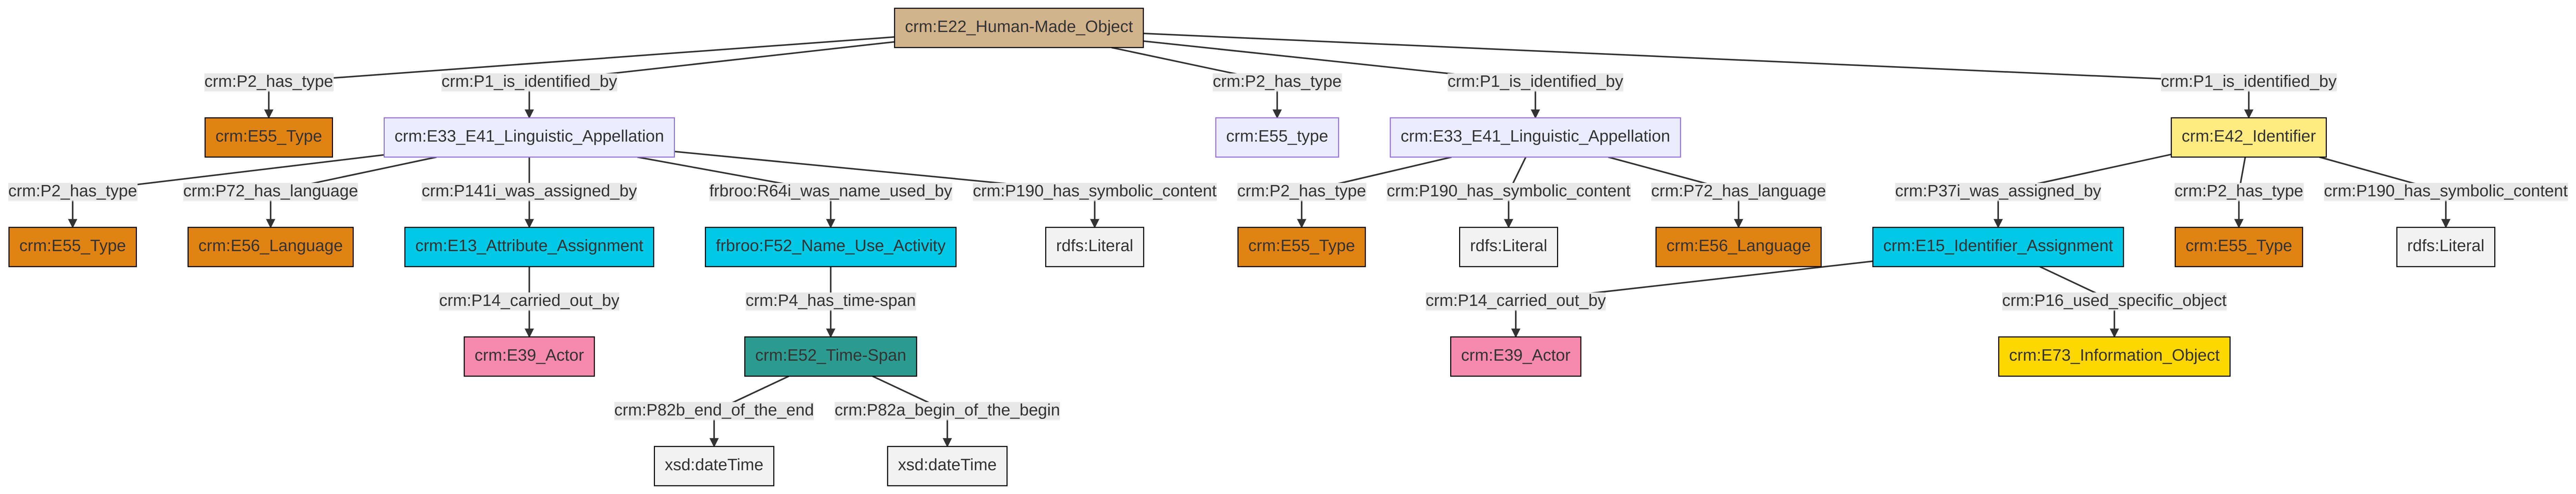 crm:E22_Human-Made_Object
crm:P2_has_type
crm:P1_is_identified_by
crm:P2_has_type
crm:P1_is_identified_by
crm:P1_is_identified_by
crm:E55_Type
crm:E33_E41_Linguistic_Appellation
crm:E55_type
crm:E33_E41_Linguistic_Appellation
crm:E42_Identifier
crm:P2_has_type
crm:P72_has_language
crm:P141i_was_assigned_by
frbroo:R64i_was_name_used_by
crm:P190_has_symbolic_content
crm:P2_has_type
crm:P190_has_symbolic_content
crm:P72_has_language
crm:P37i_was_assigned_by
crm:P2_has_type
crm:P190_has_symbolic_content
crm:E55_Type
crm:E56_Language
crm:E13_Attribute_Assignment
frbroo:F52_Name_Use_Activity
rdfs:Literal
crm:E55_Type
rdfs:Literal
crm:E56_Language
crm:E15_Identifier_Assignment
crm:E55_Type
rdfs:Literal
crm:P14_carried_out_by
crm:P4_has_time-span
crm:P14_carried_out_by
crm:P16_used_specific_object
crm:E39_Actor
crm:E52_Time-Span
crm:E39_Actor
crm:E73_Information_Object
crm:P82b_end_of_the_end
crm:P82a_begin_of_the_begin
xsd:dateTime
xsd:dateTime